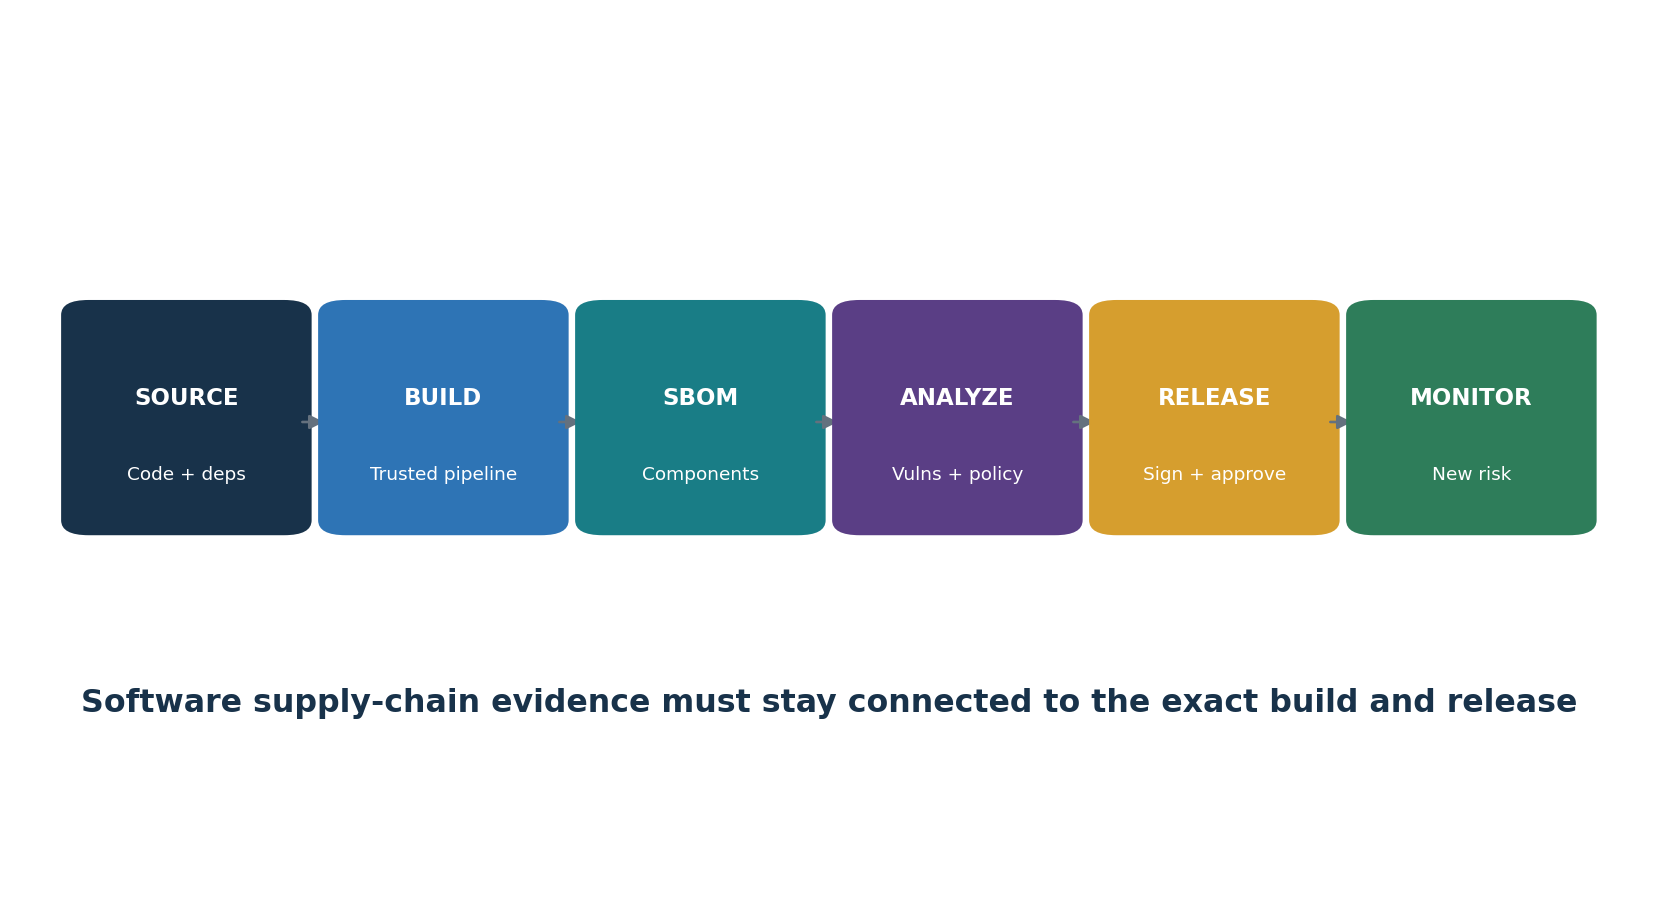 SOURCE
Code + deps
BUILD
Trusted pipeline
SBOM
Components
ANALYZE
Vulns + policy
RELEASE
Sign + approve
MONITOR
New risk
Software supply-chain evidence must stay connected to the exact build and release